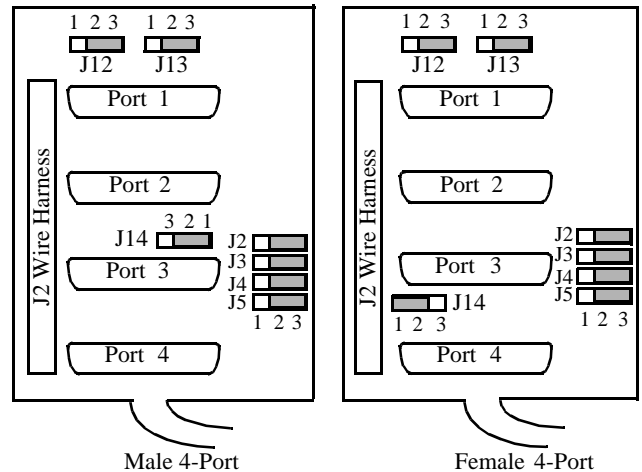 1 2 3 1 2 3
J12 J13
Port 1
J2 Wire Harness
Port 2
3 2 1
J14
J2
J3
Port 3
J4
J5
1 2 3
Port 4
Male 4-Port
1 2 3 1 2 3
J12 J13
Port 1
J2 Wire Harness
Port 2
J2
J3
Port 3
J4
J5
J14
1 2 3
1 2 3
Port 4
Female 4-Port